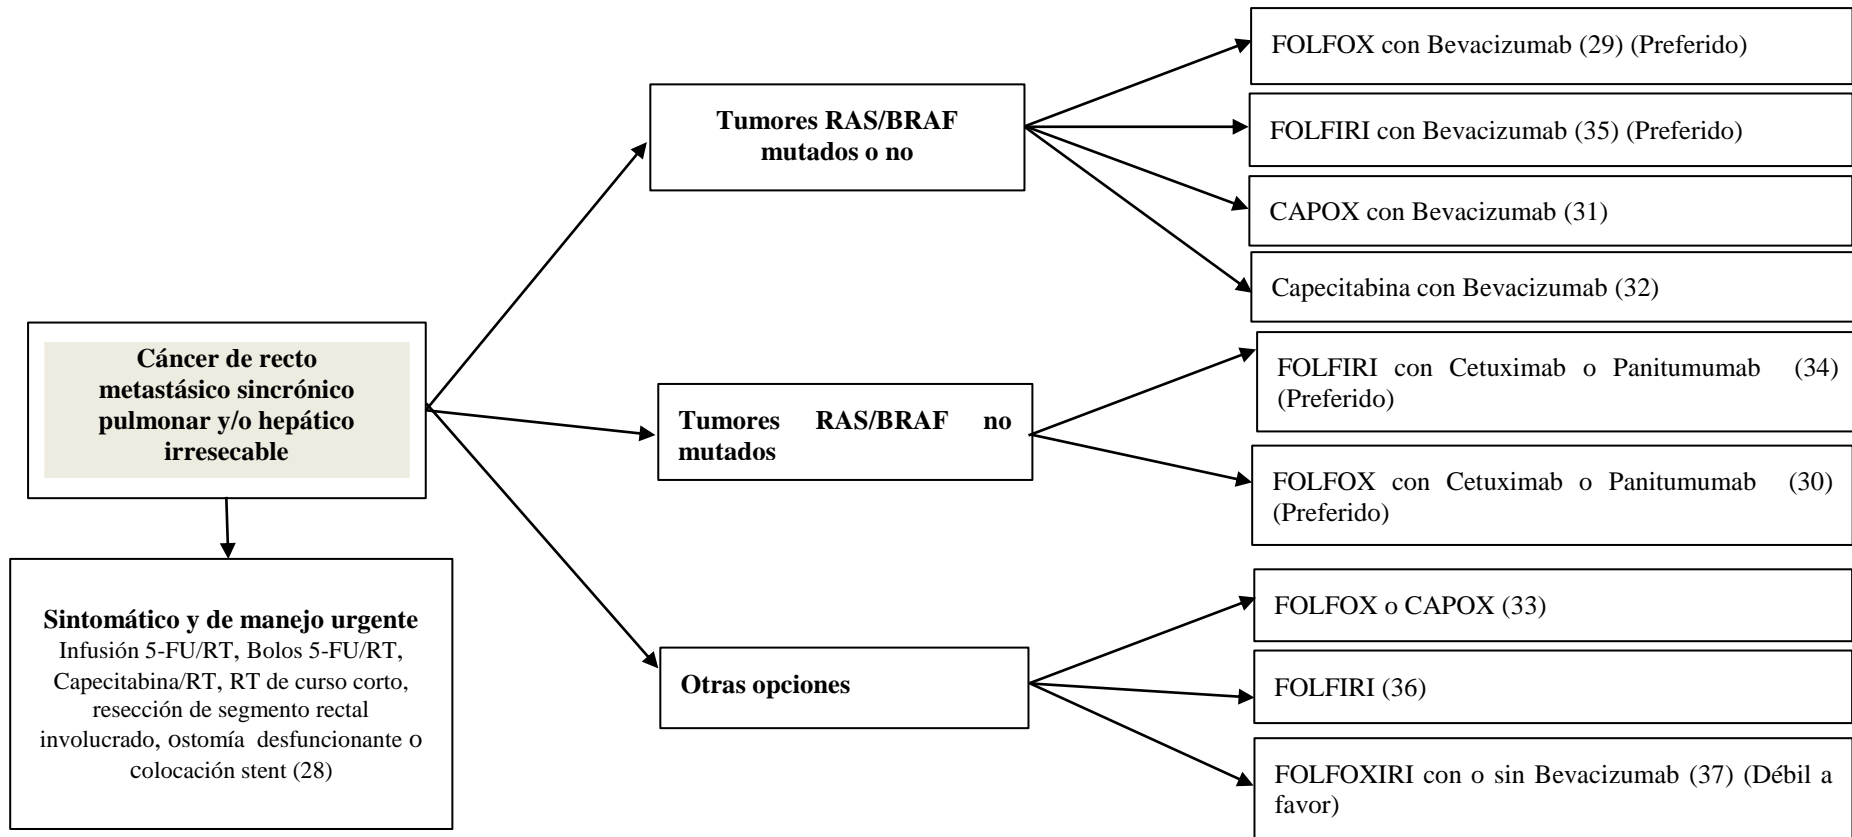 Cáncer de recto
metastásico sincrónico
pulmonar y/o hepático
irresecable
Sintomático y de manejo urgente
Infusión 5-FU/RT, Bolos 5-FU/RT,
Capecitabina/RT, RT de curso corto,
resección de segmento rectal
involucrado, ostomía desfuncionante o
colocación stent (28)
Tumores RAS/BRAF
mutados o no
FOLFOX con Bevacizumab (29) (Preferido)
FOLFIRI con Bevacizumab (35) (Preferido)
CAPOX con Bevacizumab (31)
Capecitabina con Bevacizumab (32)
Tumores RAS/BRAF no
mutados
FOLFIRI con Cetuximab o Panitumumab (34)
(Preferido)
FOLFOX con Cetuximab o Panitumumab (30)
(Preferido)
Otras opciones
FOLFOX o CAPOX (33)
FOLFIRI (36)
FOLFOXIRI con o sin Bevacizumab (37) (Débil a
favor)